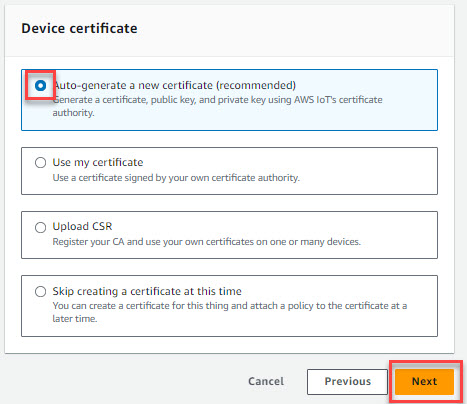 Device certificate
Auto-generate a new certificate (recommended)
Generate a certificate, public key, and private key using AWS IoT's certificate
authority.
Use my certificate
Use a certificate signed by your own certificate authority.
Upload CSR
Register your CA and use your own certificates on one or many devices.
Skip creating a certificate at this time
You can create a certificate for this thing and attach a policy to the certificate at a
later time.
Cancel Previous Next